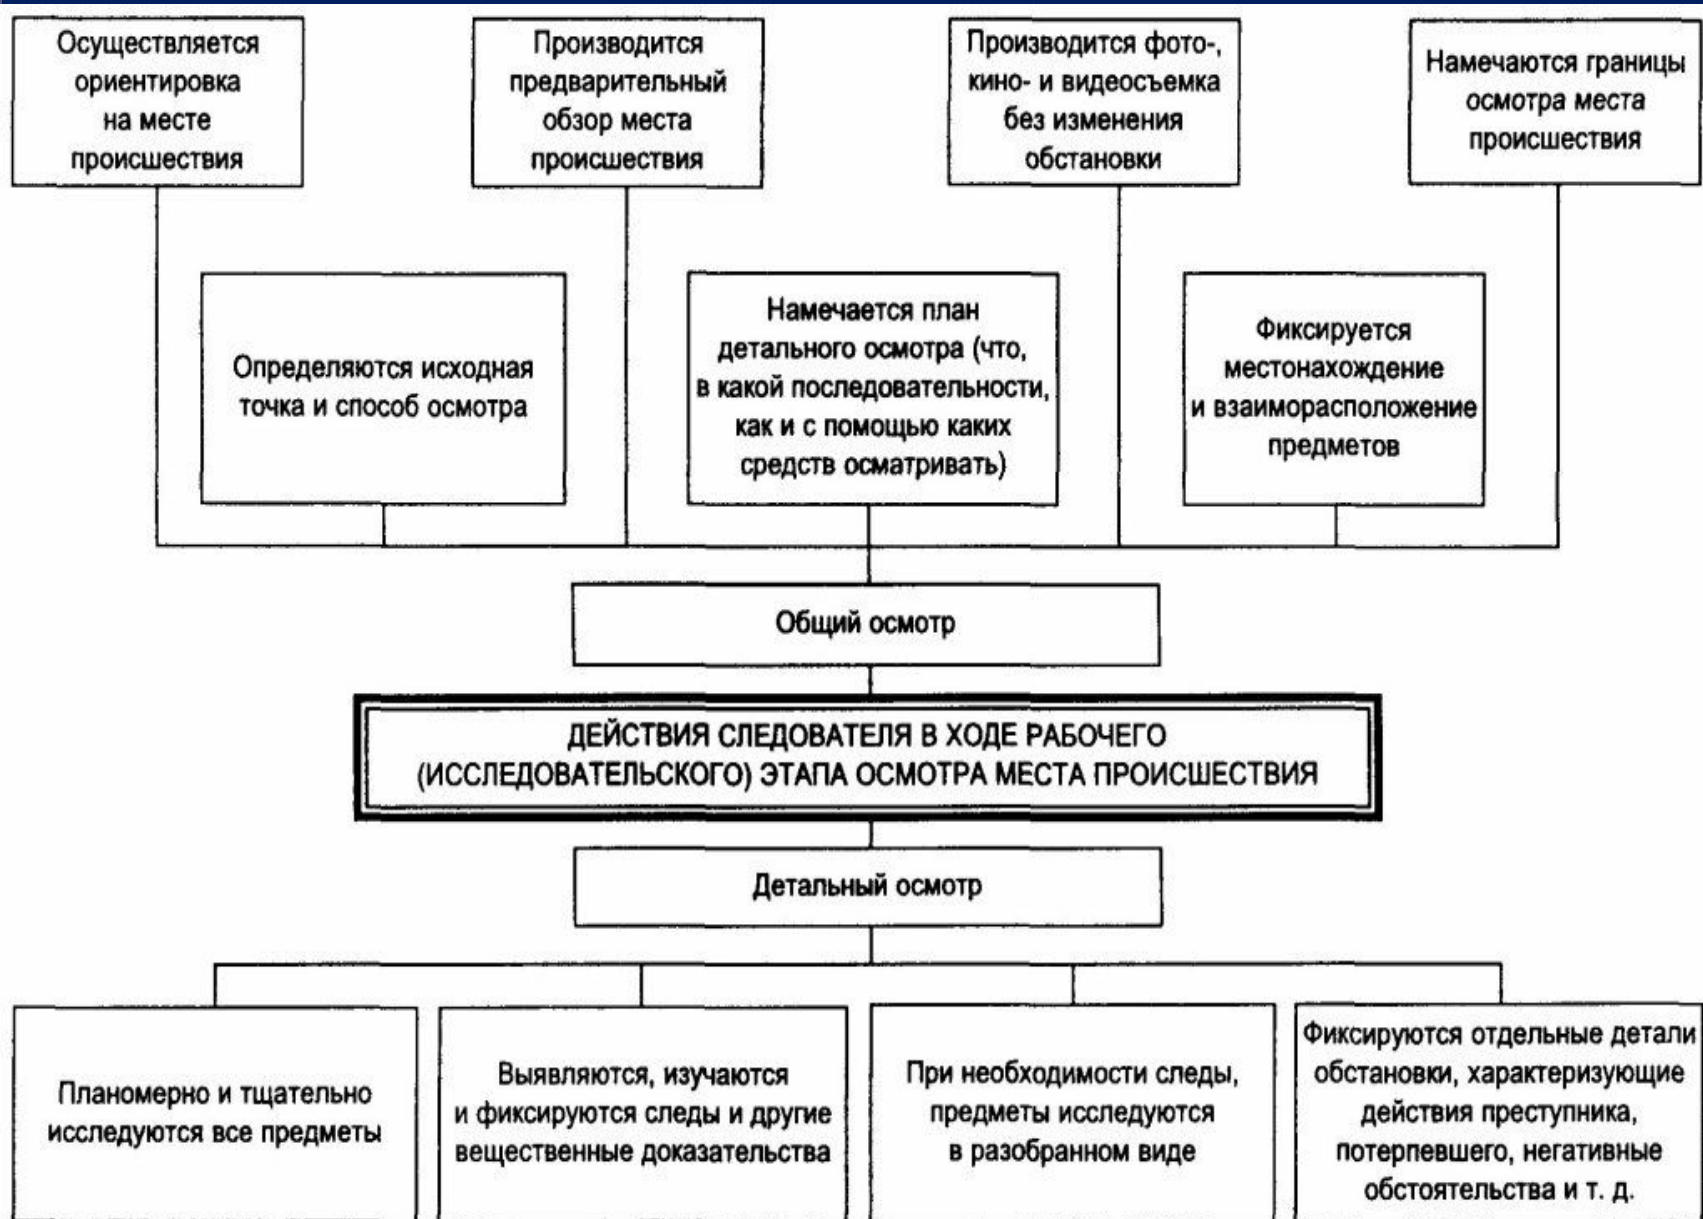 Осуществляется
ориентировка
на месте
происшествия
Производится
предварительный
обзор места
происшествия
Производится фото-,
кино- и видеосъемка
без изменения
обстановки
Намечаются границы
осмотра места
происшествия
Определяются исходная
точка и способ осмотра
Намечается план
детального осмотра (что,
в какой последовательности,
как и с помощью каких
средств осматривать)
Фиксируется
местонахождение
и взаиморасположение
предметов
Общий осмотр
ДЕЙСТВИЯ СЛЕДОВАТЕЛЯ В ХОДЕ РАБОЧЕГО
(ИССЛЕДОВАТЕЛЬСКОГО) ЭТАПА ОСМОТРА МЕСТА ПРОИСШЕСТВИЯ
Детальный осмотр
Планомерно и тщательно
исследуются все предметы
Выявляются, изучаются
и фиксируются следы и другие
вещественные доказательства
При необходимости следы,
предметы исследуются
в разобранном виде
Фиксируются отдельные детали
обстановки, характеризующие
действия преступника,
потерпевшего, негативные
обстоятельства и т. д.